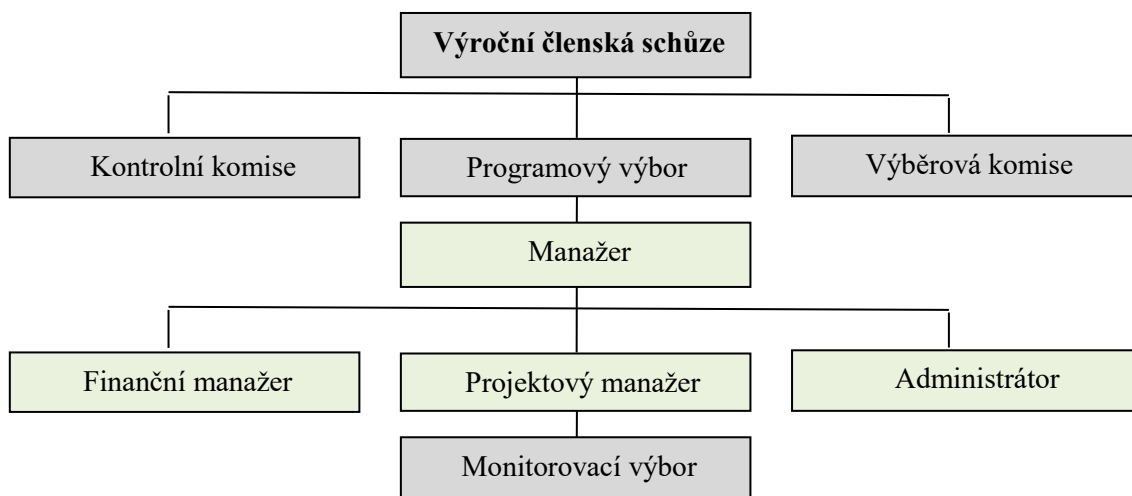 Výroční členská schůze
Kontrolní komise
Programový výbor
Výběrová komise
Manažer
Finanční manažer
Projektový manažer
Administrátor
Monitorovací výbor